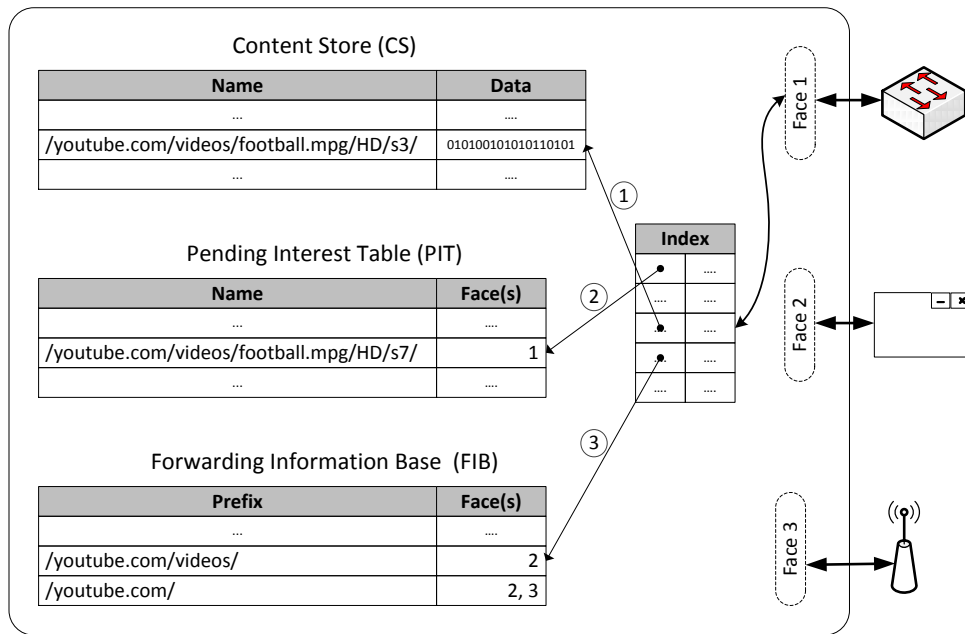 Content Store (CS)
Name Data
... ....
/youtube.com/videos/football.mpg/HD/s3/ 010100101010110101
... ....
Pending Interest Table (PIT)
Name Face(s)
... ....
/youtube.com/videos/football.mpg/HD/s7/ 1
... ....
Forwarding Information Base (FIB)
Prefix Face(s)
... ....
/youtube.com/videos/ 2
/youtube.com/ 2, 3
1
2
3
Index
....
.... ....
.... ....
.... ....
.... ....
Face 1
Face 2
Face 3